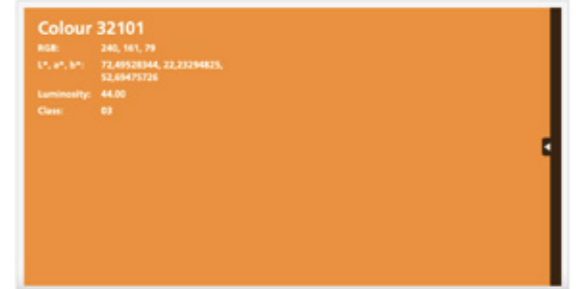 Colour 32101
RGB: 240, 161, 79
L*, a*, b*: 72,49528344, 22,23294825,
52,69475726
Luminosity: 44.00
Class: 03